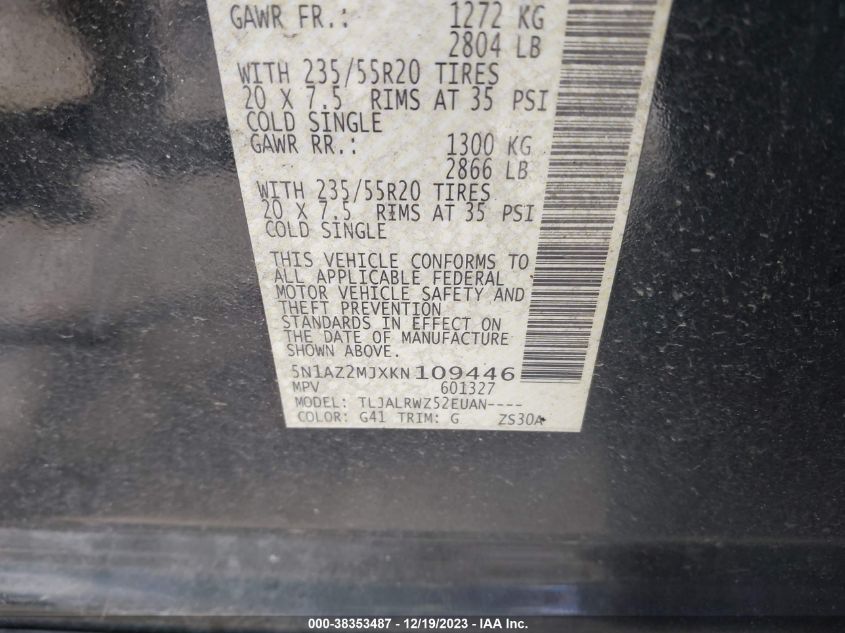 GAWR FR.: 1272 KG
2804 LB
WITH 235/55R20 TIRES
20 X 7.5 RIMS AT 35 PSI
COLD SINGLE
GAWR RR.: 1300 KG
2866 LB
WITH 235/55R20 TIRES
20 X 7.5 RIMS AT 35 PSI
COLD SINGLE
THIS VEHICLE CONFORMS TO
ALL APPLICABLE FEDERAL
MOTOR VEHICLE SAFETY AND
THEFT PREVENTION
STANDARDS IN EFFECT ON
THE DATE OF MANUFACTURE
SHOWN ABOVE.
5N1AZ2MJXKN109446
MPV 601327
MODEL: TLJALRWZ52EUAN----
COLOR: G41 TRIM: G ZS30A
000-38353487 - 12/19/2023 - IAA Inc.